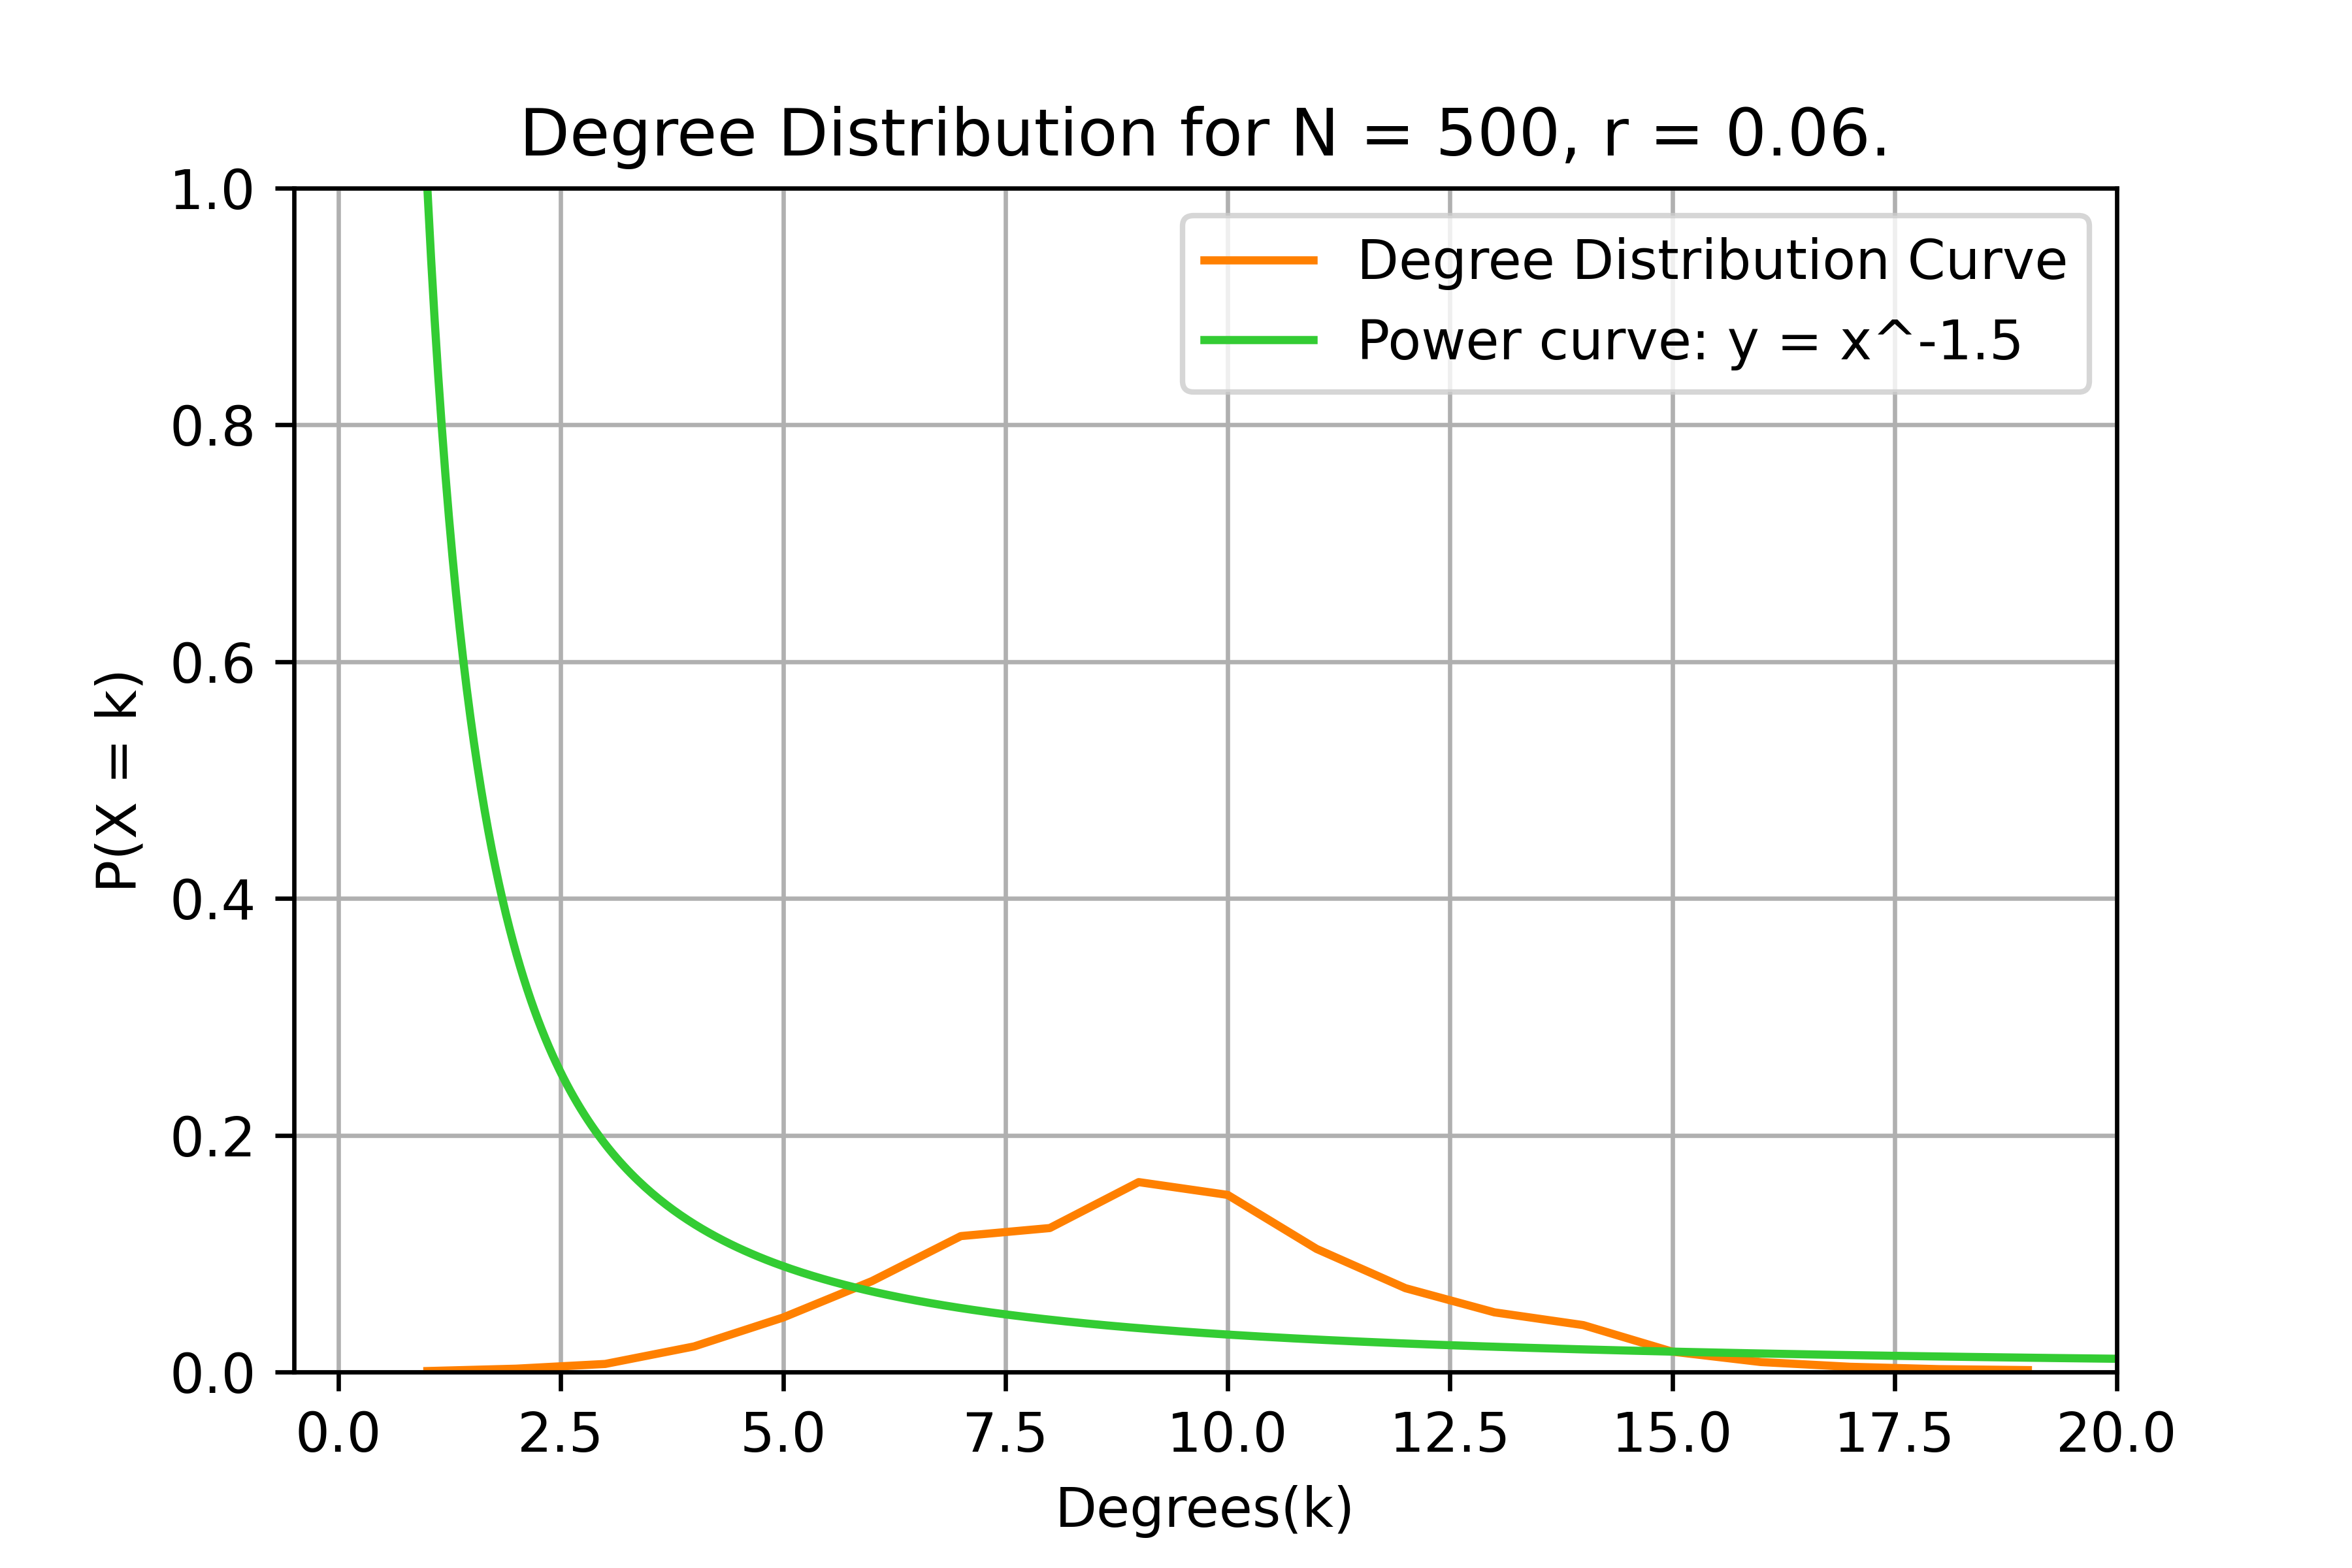 Degree Distribution for N = 500, r = 0.06.
Degree Distribution Curve
Power curve: y = x^-1.5
P(X = k)
1.0
0.8
0.6
0.4
0.2
0.0
0.0 2.5 5.0 7.5 10.0 12.5 15.0 17.5 20.0
Degrees(k)